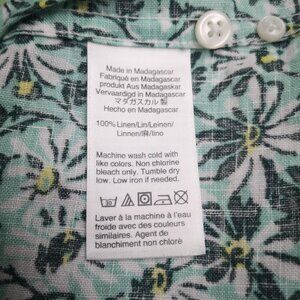 Made in Madagascar
Fabriqué en Madagascar
produkt Aus Madagaskar
Vervaardigd in Madagascar
マダガスカル製
Hecho en Madagascar
100% Linen/Lin/Leinen/
Linnen/麻/lino
Machine wash cold with
like colors. Non chlorine
bleach only. Tumble dry
low. Low iron if needed.
Laver à la machine à l'eau
froide avec des couleurs
similaires. Agent de
blanchiment non chloré